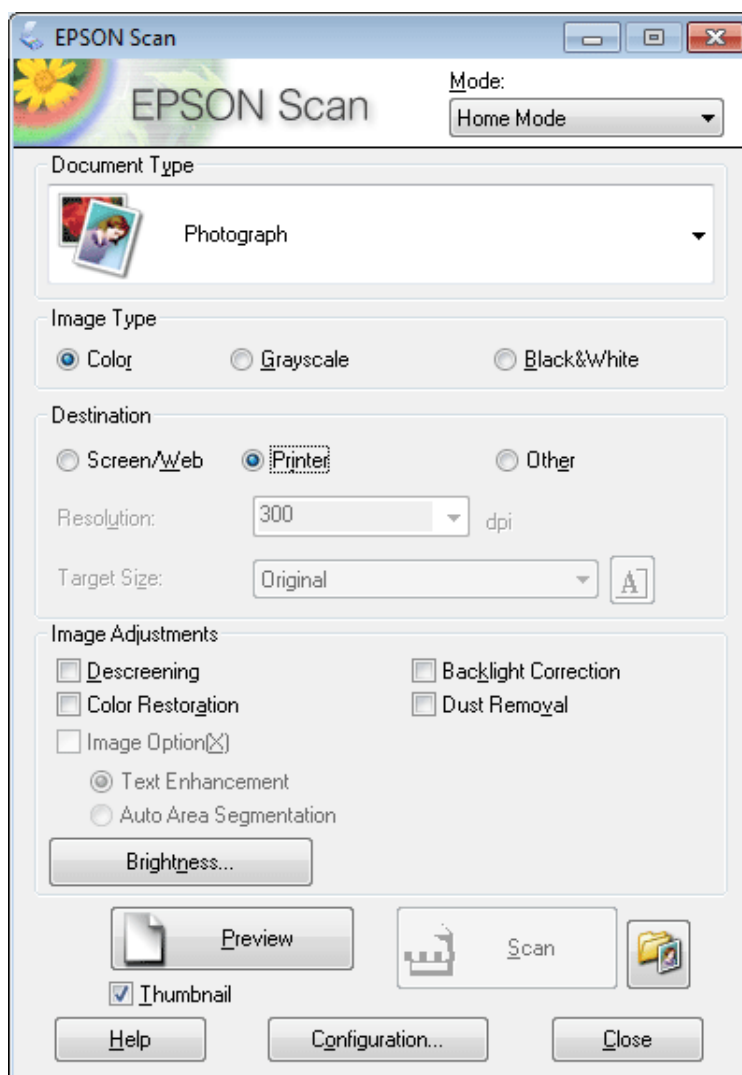 EPSON Scan
EPSON Scan
Mode:
Home Mode
Document Type
Photograph
Image Type
Color Grayscale Black&White
Destination
Screen/Web Printer Other
Resolution: 300 dpi
Target Size: Original A
Image Adjustments
Descreening Backlight Correction
Color Restoration Dust Removal
Image Option(X)
Text Enhancement
Auto Area Segmentation
Brightness...
Preview Scan
Thumbnail
Help Configuration... Close